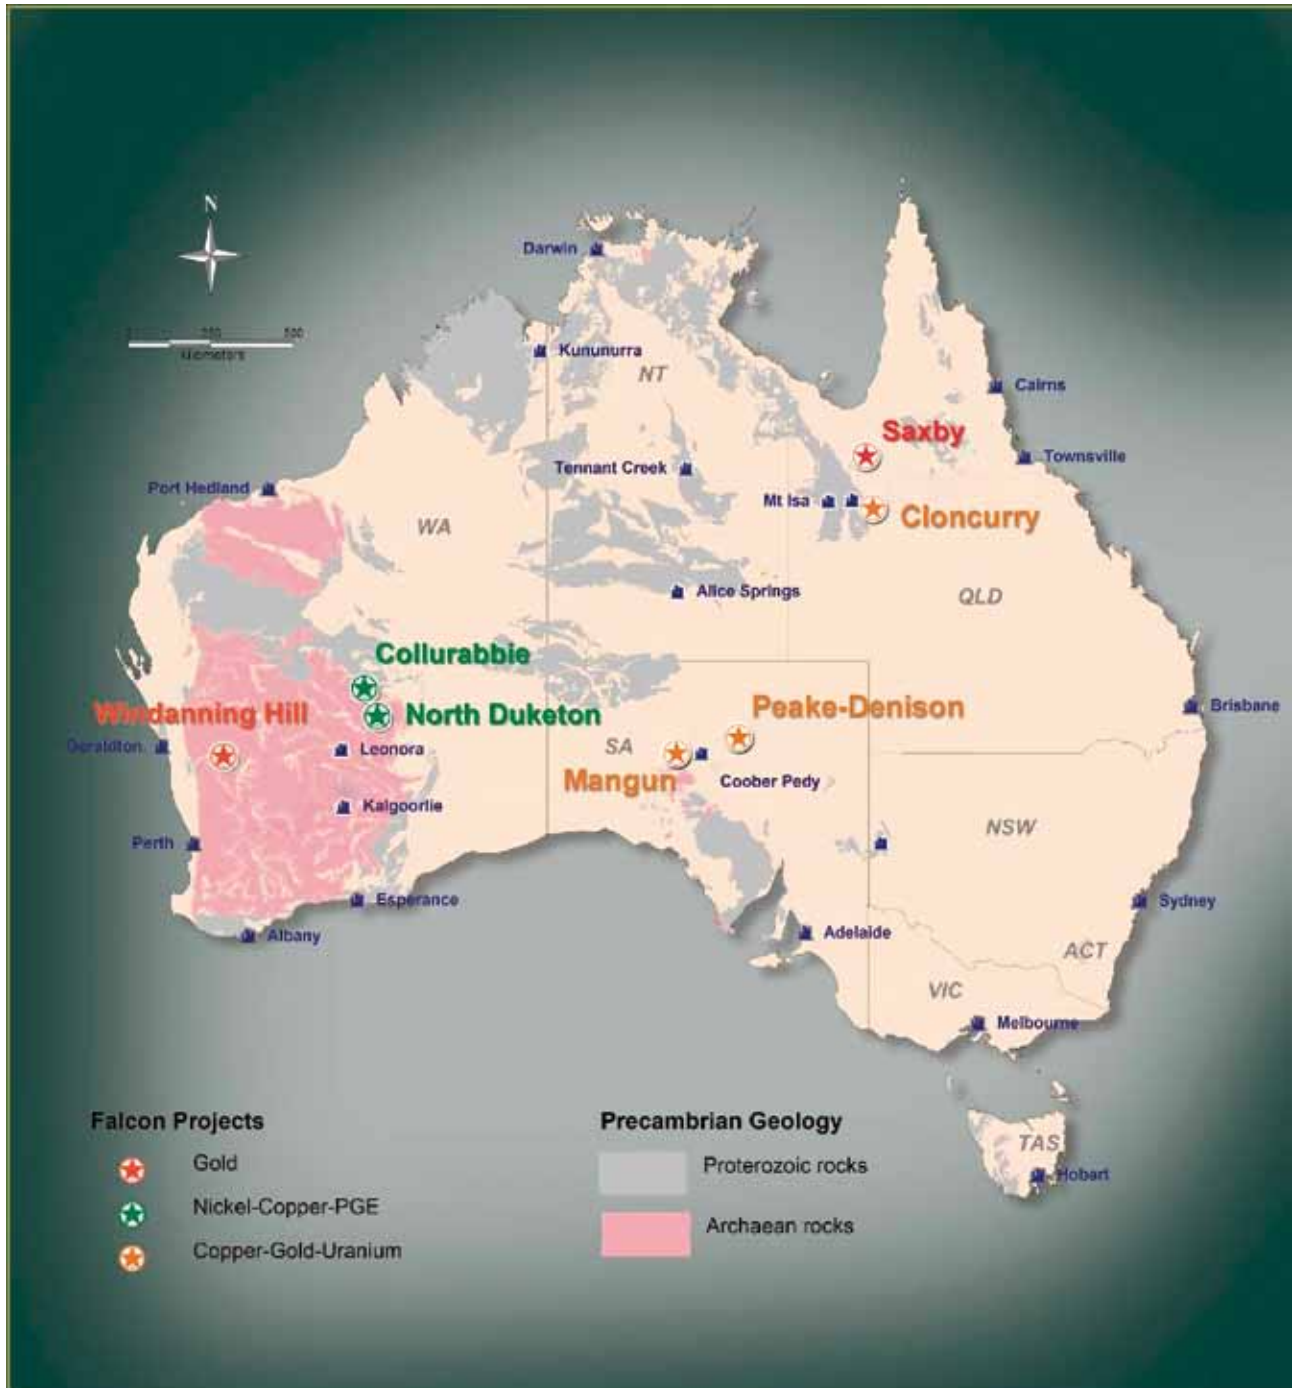 N
Darwin
250
500
kilometers
Kununurra
NT
Cairns
Saxby
Townsville
Tennant Creek
Port Hedland
Mt Isa
Cloncurry
WA
Alice Springs
QLD
Collurabbie
Windanning Hill
North Duketon
Peake-Denison
Brisbane
Geraldton
Leonora
SA
Mangun
Coober Pedy
Kalgoorlie
NSW
Perth
Esperance
Sydney
Albany
Adelaide
ACT
VIC
Melbourne
Falcon Projects
Precambrian Geology
TAS
Gold
Proterozoic rocks
Hobart
Nickel-Copper-PGE
Archaean rocks
Copper-Gold-Uranium